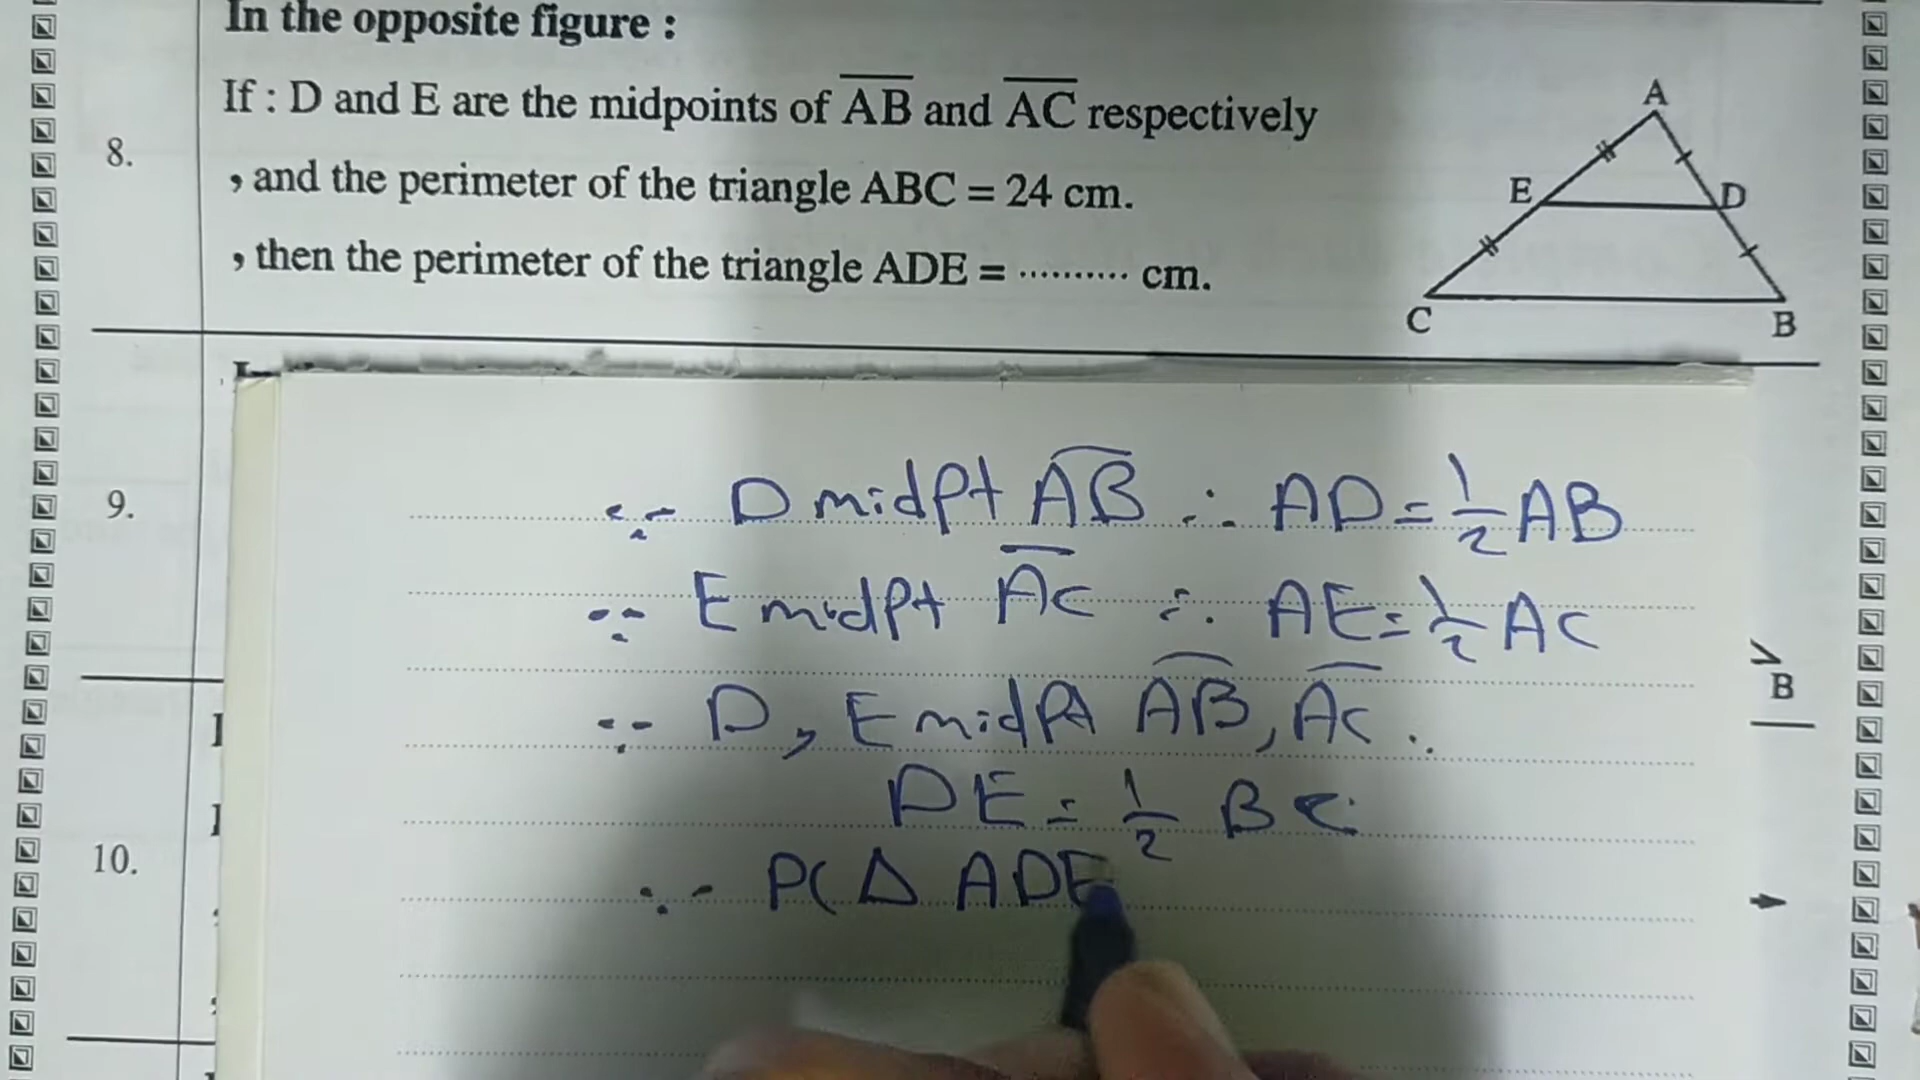 In the opposite figure :
8.
If : D and E are the midpoints of AB and AC respectively
, and the perimeter of the triangle ABC = 24 cm.
, then the perimeter of the triangle ADE = .......... cm.
A
E
D
C
B
9.
∵ D midpt AB ∴ AD = 1/2 AB
∵ E midpt AC ∴ AE = 1/2 AC
B
∵ D, E midpt AB, AC
DE = 1/2 BC
10.
∵ P(Δ ADE